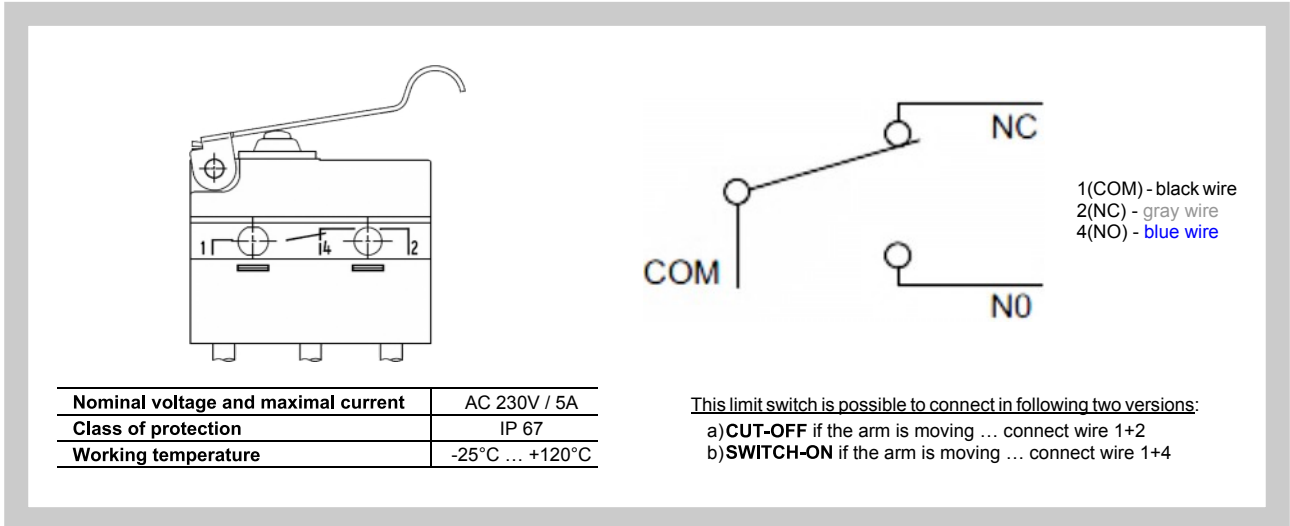 1 4 2
NC
COM
N0
1(COM) - black wire
2(NC) - gray wire
4(NO) - blue wire
Nominal voltage and maximal current AC 230V / 5A
Class of protection IP 67
Working temperature -25°C … +120°C
This limit switch is possible to connect in following two versions:
a) CUT-OFF if the arm is moving … connect wire 1+2
b) SWITCH-ON if the arm is moving … connect wire 1+4